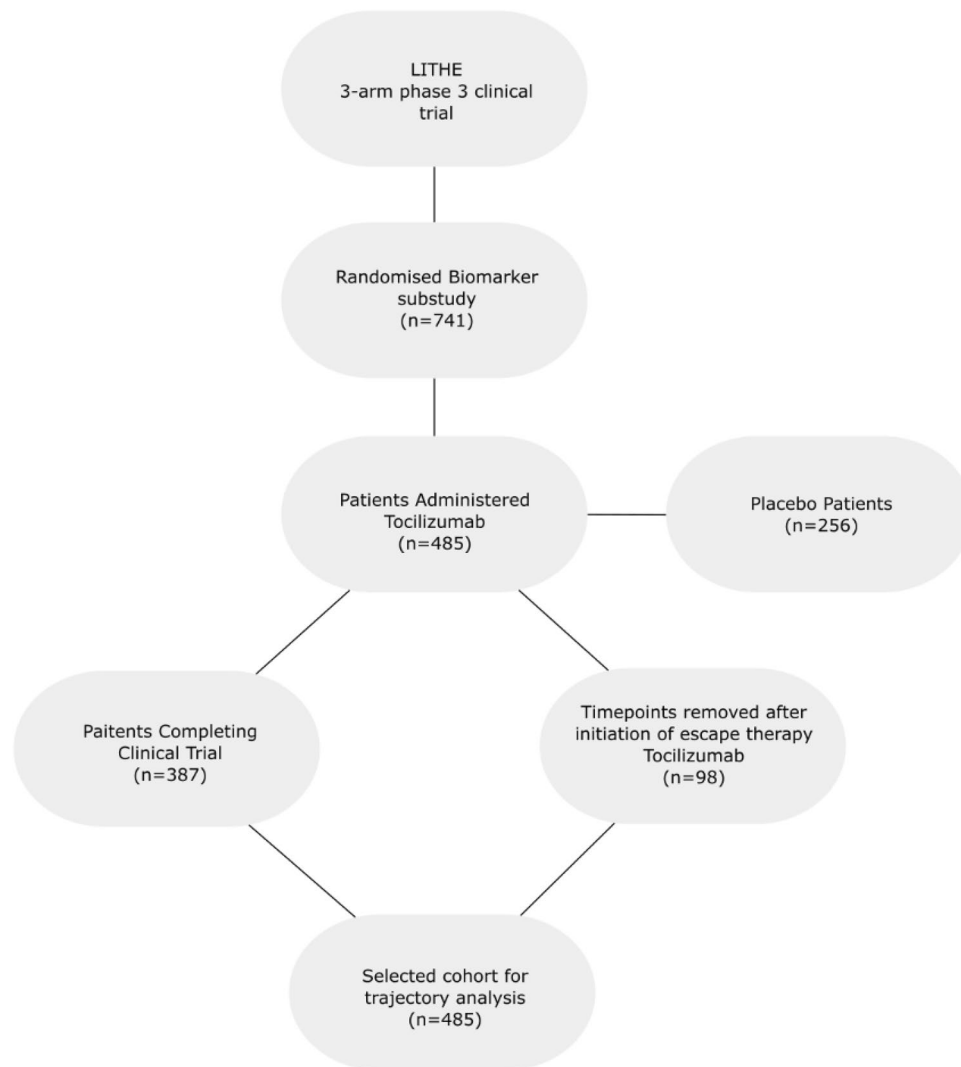 LITHE
3-arm phase 3 clinical
trial
Randomised Biomarker
substudy
(n=741)
Patients Administered
Tocilizumab
(n=485)
Placebo Patients
(n=256)
Paitents Completing
Clinical Trial
(n=387)
Timepoints removed after
initiation of escape therapy
Tocilizumab
(n=98)
Selected cohort for
trajectory analysis
(n=485)